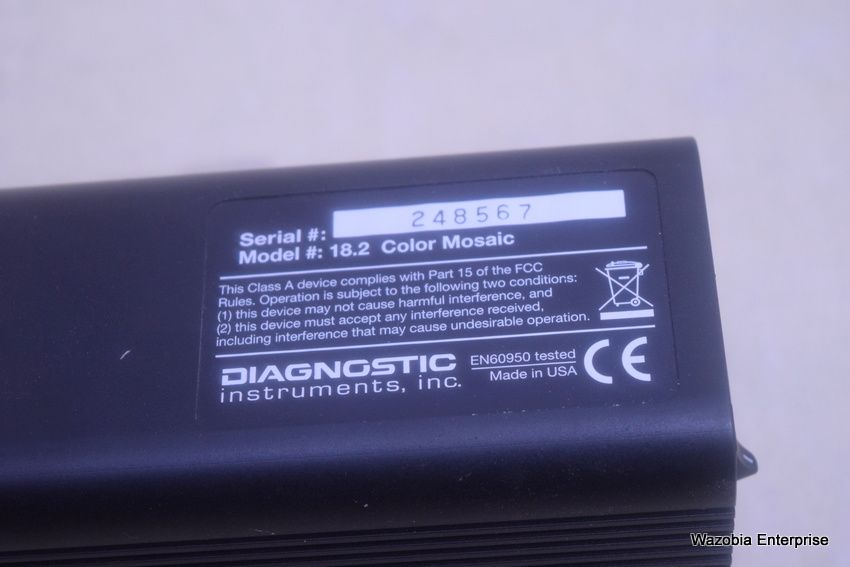 Serial #: 248567
Model #: 18.2 Color Mosaic
This Class A device complies with Part 15 of the FCC
Rules. Operation is subject to the following two conditions:
(1) this device may not cause harmful interference, and
(2) this device must accept any interference received,
including interference that may cause undesirable operation.
DIAGNOSTIC
instruments, inc.
EN60950 tested
Made in USA
CE
Wazobia Enterprise